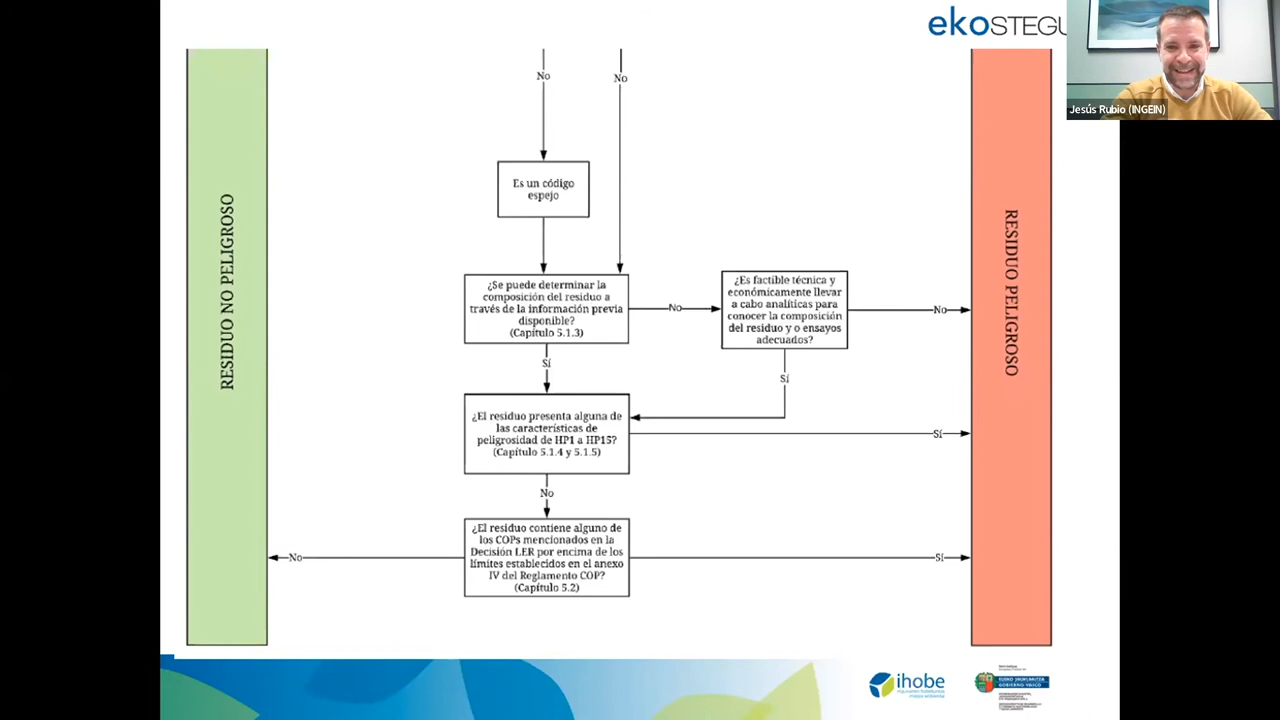 ekOSTEGU
Jesús Rubio (INGEIN)
No
No
Es un código
espejo
RESIDUO NO PELIGROSO
RESIDUO PELIGROSO
¿Se puede determinar la
composición del residuo a
través de la información previa
disponible?
(Capítulo 5.1.3)
No
¿Es factible técnica y
económicamente llevar
a cabo analíticas para
conocer la composición
del residuo y o ensayos
adecuados?
No
Sí
Sí
¿El residuo presenta alguna de
las características de
peligrosidad de HP1 a HP15?
(Capítulo 5.1.4 y 5.1.5)
Sí
No
¿El residuo contiene alguno de
los COPs mencionados en la
Decisión LER por encima de los
límites establecidos en el anexo
IV del Reglamento COP?
(Capítulo 5.2)
No
Sí
ihobe
EUSKO JAURLARITZA
GOBIERNO VASCO